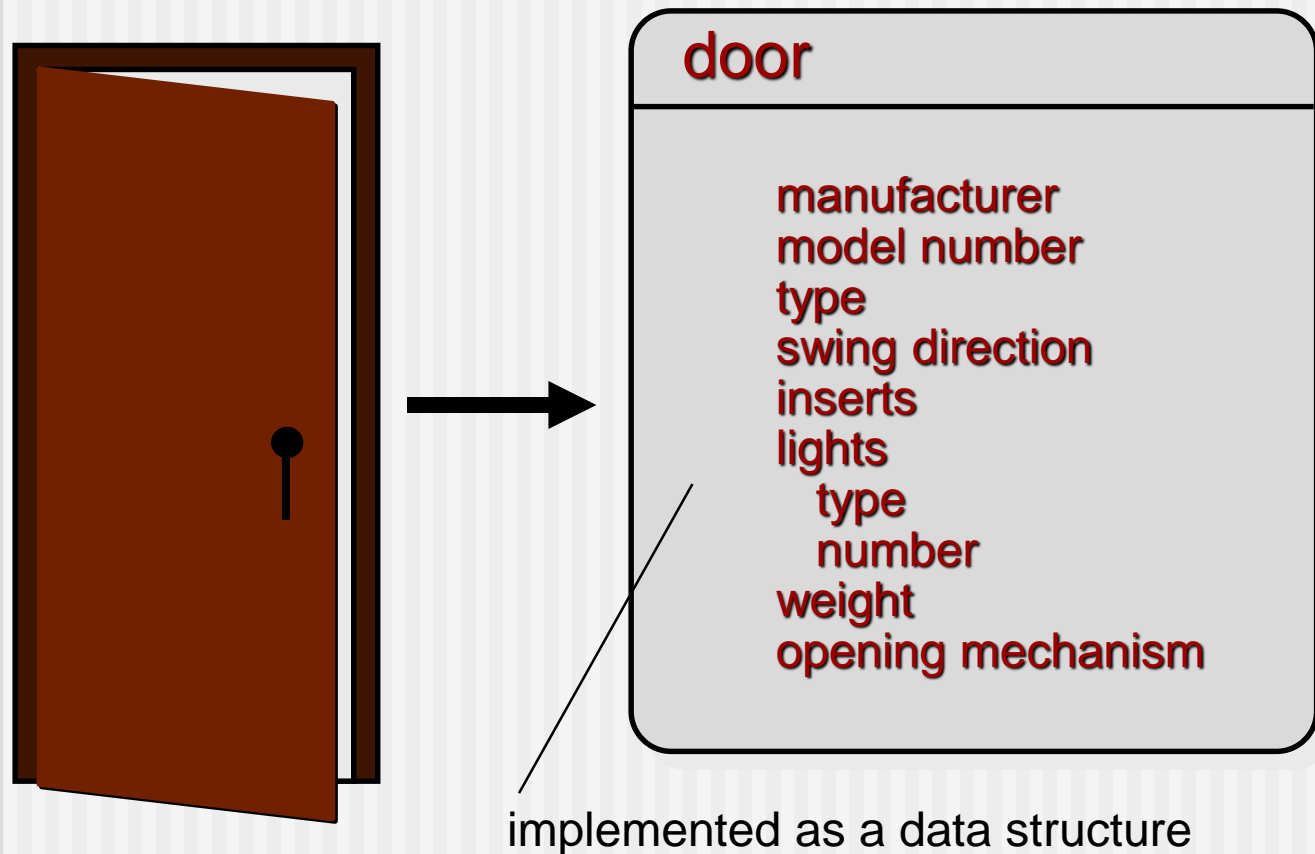 door
manufacturer
model number
type
swing direction
inserts
lights
type
number
weight
opening mechanism
implemented as a data structure